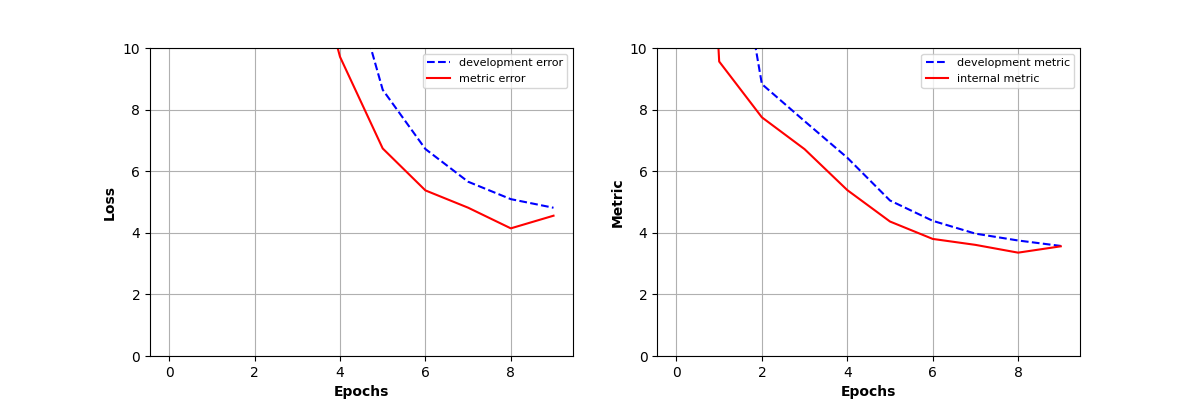 10
8
6
4
2
0
Loss
0 2 4 6 8
Epochs
development error
metric error
10
8
6
4
2
0
Metric
0 2 4 6 8
Epochs
development metric
internal metric